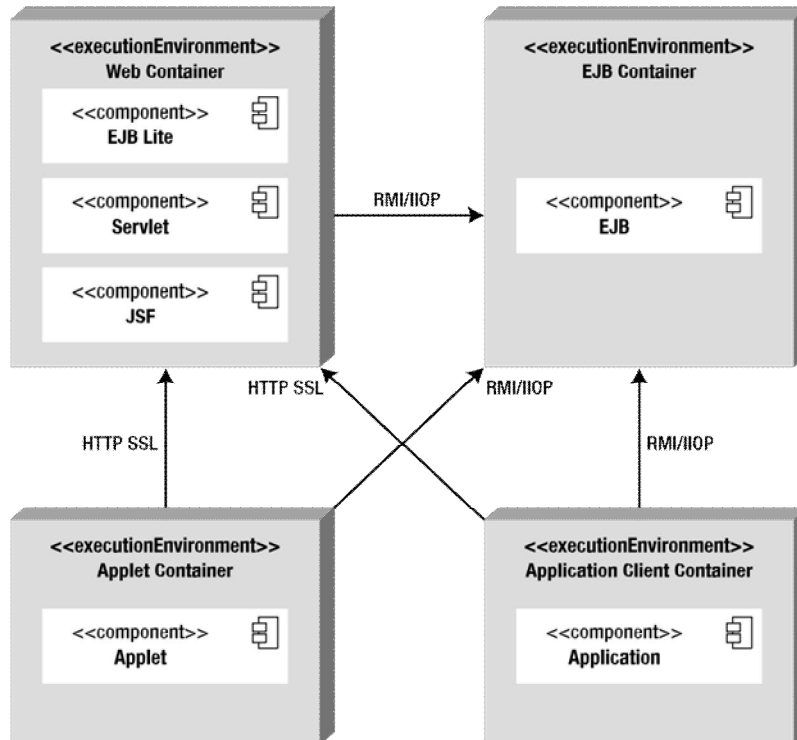 <<executionEnvironment>>
Web Container
<<component>>
EJB Lite
<<component>>
Servlet
<<component>>
JSF
<<executionEnvironment>>
EJB Container
<<component>>
EJB
RMI/IIOP
HTTP SSL
RMI/IIOP
HTTP SSL
RMI/IIOP
<<executionEnvironment>>
Applet Container
<<component>>
Applet
<<executionEnvironment>>
Application Client Container
<<component>>
Application